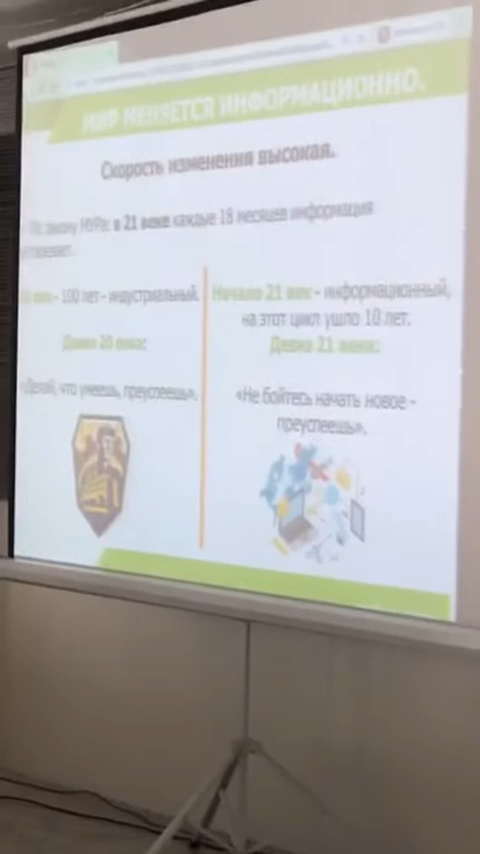 МИР МЕНЯЕТСЯ ИНФОРМАЦИОННО.
Скорость изменения высокая.
По закону МУРа: в 21 веке каждые 18 месяцев информация
век - 100 лет - индустриальный.
Девиз 20 века:
«Делай, что умеешь, преуспеешь».
Начало 21 век - информационный,
на этот цикл ушло 10 лет.
Девиз 21 века:
«Не бойтесь начать новое -
преуспеешь».